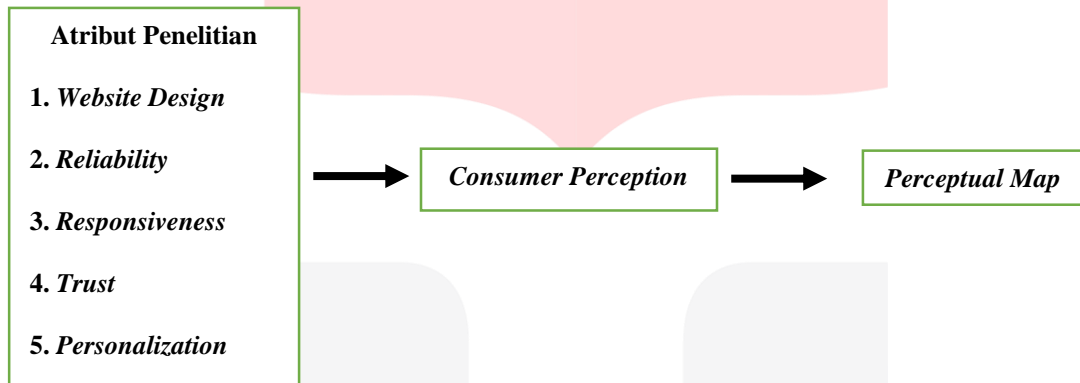 Atribut Penelitian
1. Website Design
2. Reliability
3. Responsiveness
4. Trust
5. Personalization
Consumer Perception
Perceptual Map